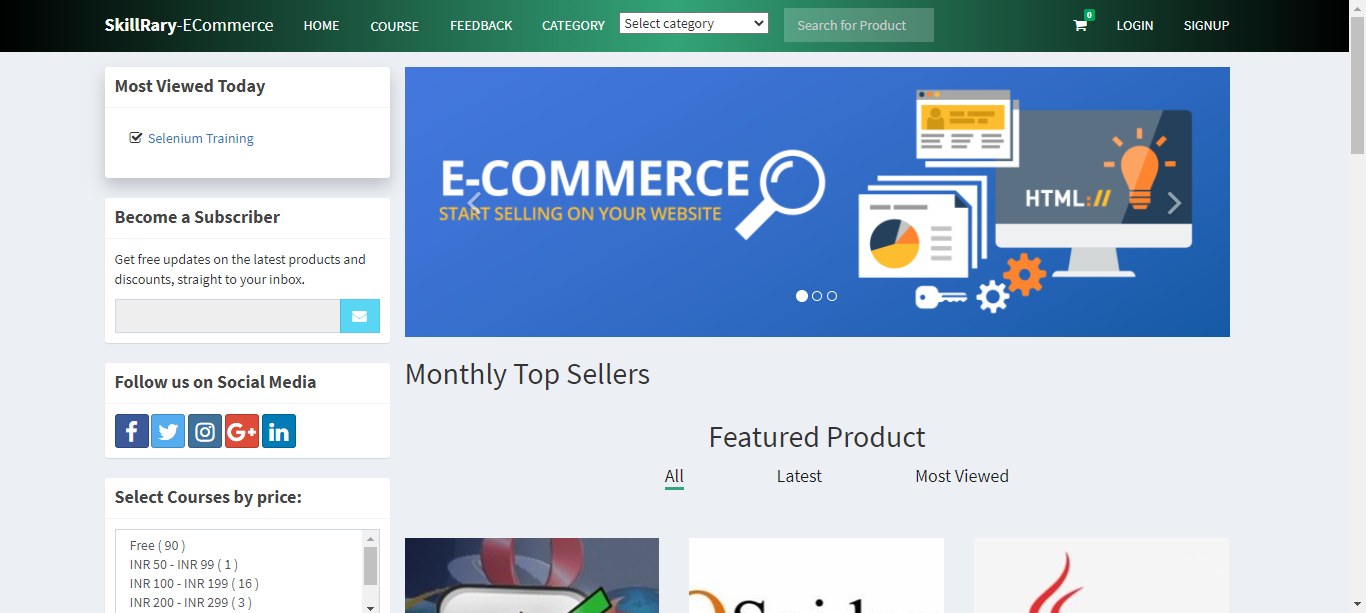 SkillRary-ECommerce HOME COURSE FEEDBACK CATEGORY Select category Search for Product 0 LOGIN SIGNUP
Most Viewed Today
Selenium Training
Become a Subscriber
Get free updates on the latest products and
discounts, straight to your inbox.
Follow us on Social Media
f G+ in
Select Courses by price:
Free ( 90 )
INR 50 - INR 99 ( 1 )
INR 100 - INR 199 ( 16 )
INR 200 - INR 299 ( 3 )
E-COMMERCE
START SELLING ON YOUR WEBSITE
HTML://
Monthly Top Sellers
Featured Product
All Latest Most Viewed